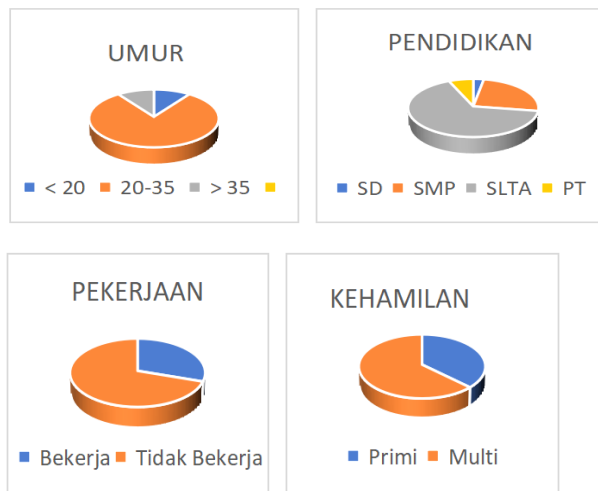 UMUR
< 20 20-35 > 35
PENDIDIKAN
SD SMP SLTA PT
PEKERJAAN
Bekerja Tidak Bekerja
KEHAMILAN
Primi Multi